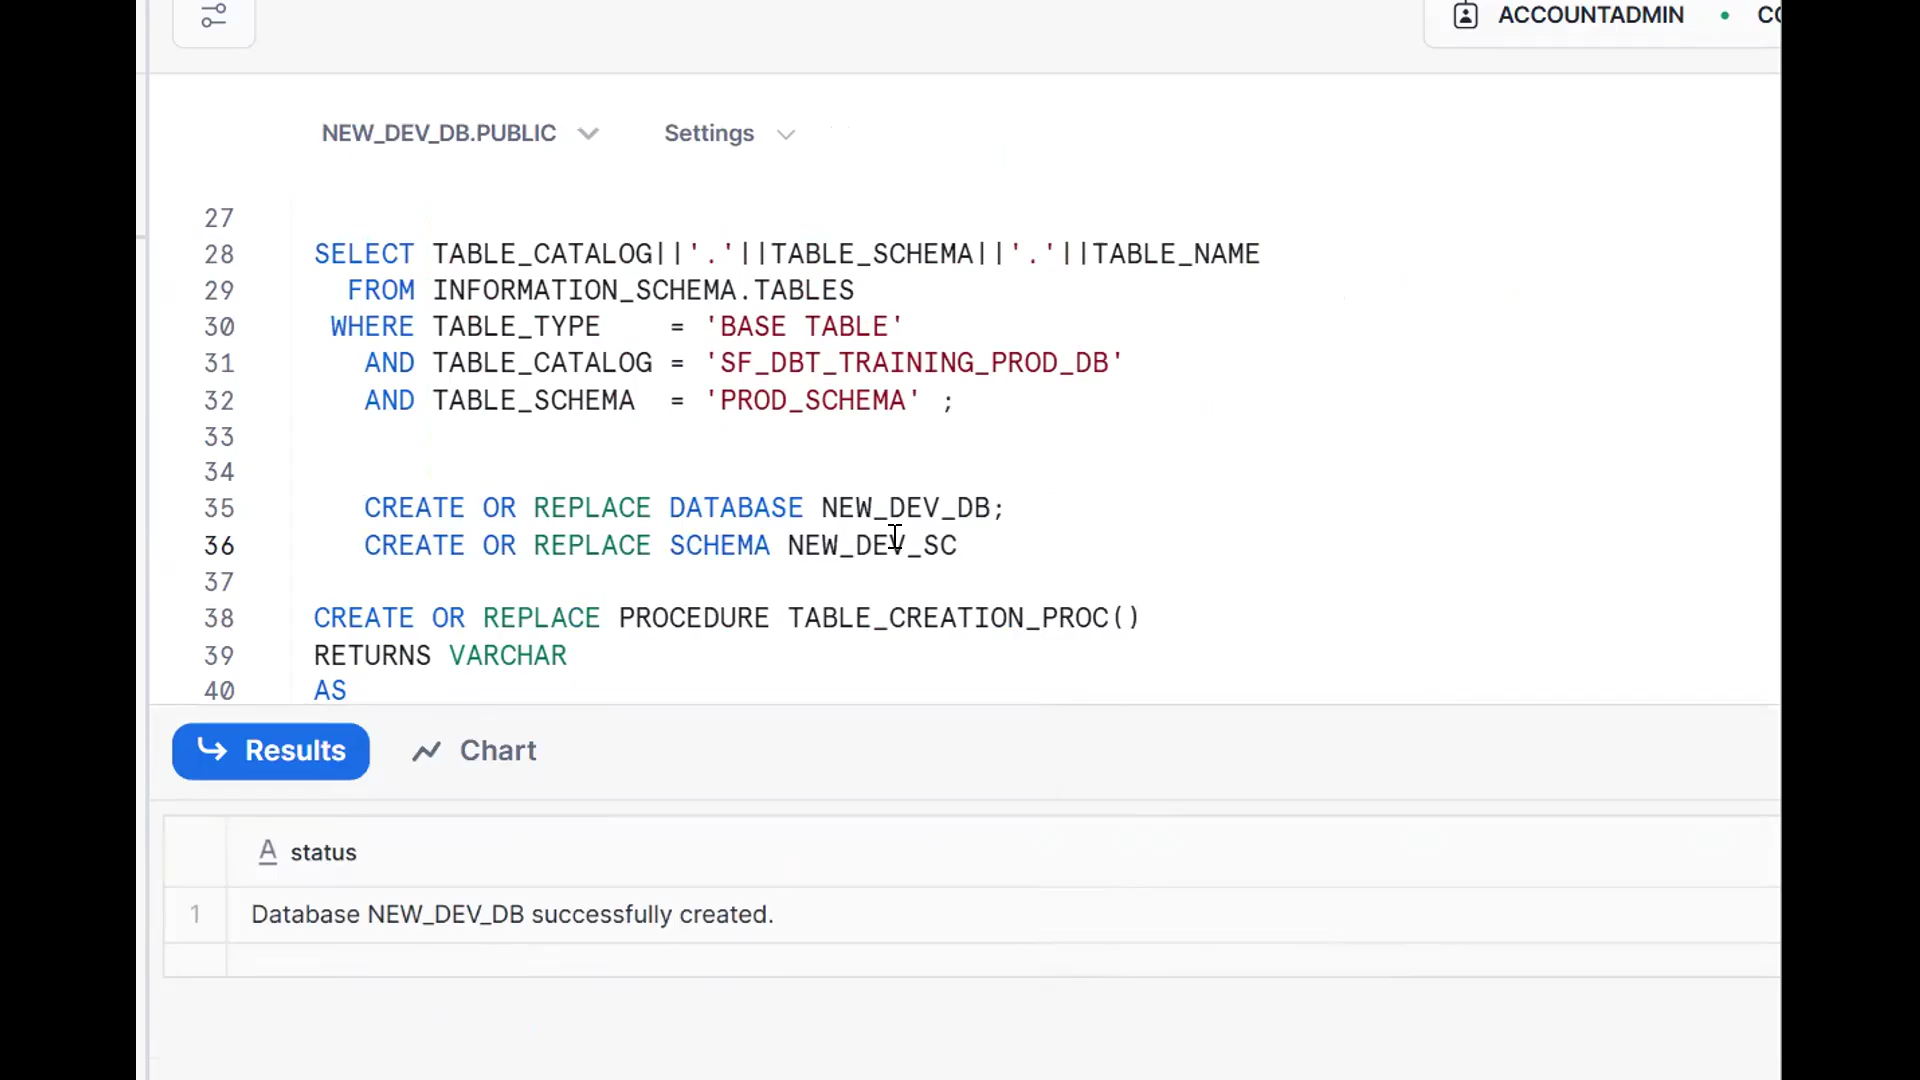 ACCOUNTADMIN
NEW_DEV_DB.PUBLIC Settings
27
28 SELECT TABLE_CATALOG||'.'||TABLE_SCHEMA||'.'||TABLE_NAME
29 FROM INFORMATION_SCHEMA.TABLES
30 WHERE TABLE_TYPE = 'BASE TABLE'
31 AND TABLE_CATALOG = 'SF_DBT_TRAINING_PROD_DB'
32 AND TABLE_SCHEMA = 'PROD_SCHEMA' ;
33
34
35 CREATE OR REPLACE DATABASE NEW_DEV_DB;
36 CREATE OR REPLACE SCHEMA NEW_DEV_SC
37
38 CREATE OR REPLACE PROCEDURE TABLE_CREATION_PROC()
39 RETURNS VARCHAR
40 AS
Results Chart
A status
1 Database NEW_DEV_DB successfully created.